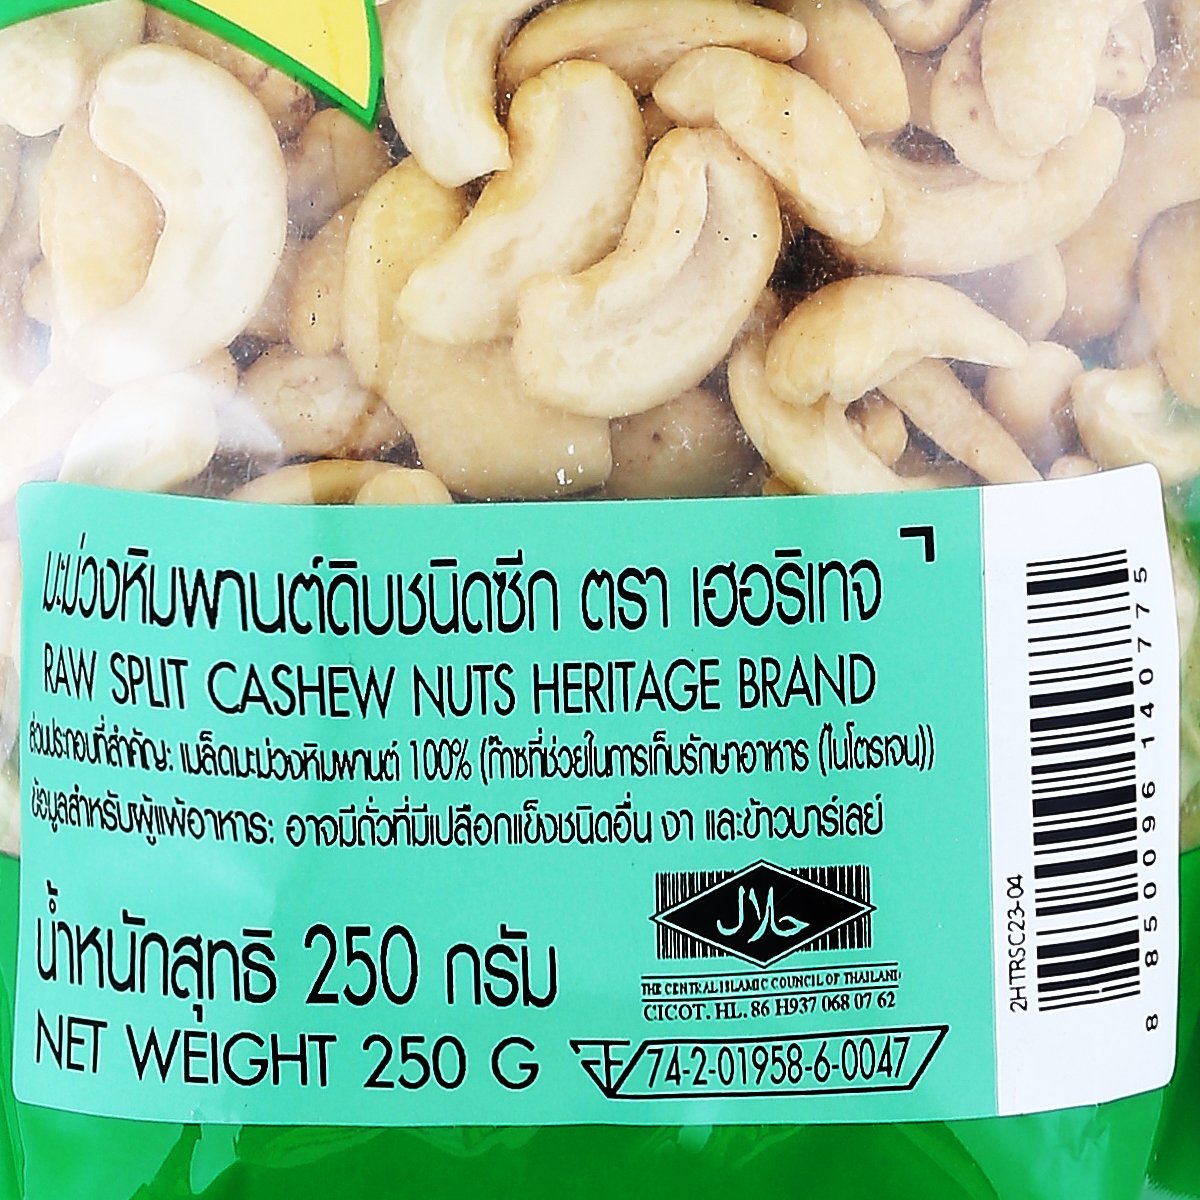 มะม่วงหิมพานต์ดิบชนิดซีก ตรา เฮอริเทจ
RAW SPLIT CASHEW NUTS HERITAGE BRAND
ส่วนประกอบที่สำคัญ: เมล็ดมะม่วงหิมพานต์ 100% (ก๊าซที่ช่วยในการเก็บรักษาอาหาร (ไนโตรเจน))
ข้อมูลสำหรับผู้แพ้อาหาร: อาจมีถั่วที่มีเปลือกแข็งชนิดอื่น งา และข้าวบาร์เลย์
น้ำหนักสุทธิ 250 กรัม
NET WEIGHT 250 G
حلال
THE CENTRAL ISLAMIC COUNCIL OF THAILAND
CICOT. HL. 86 H937 068 07 62
74-2-01958-6-0047
2HTRSC23-04
8 850096 140775